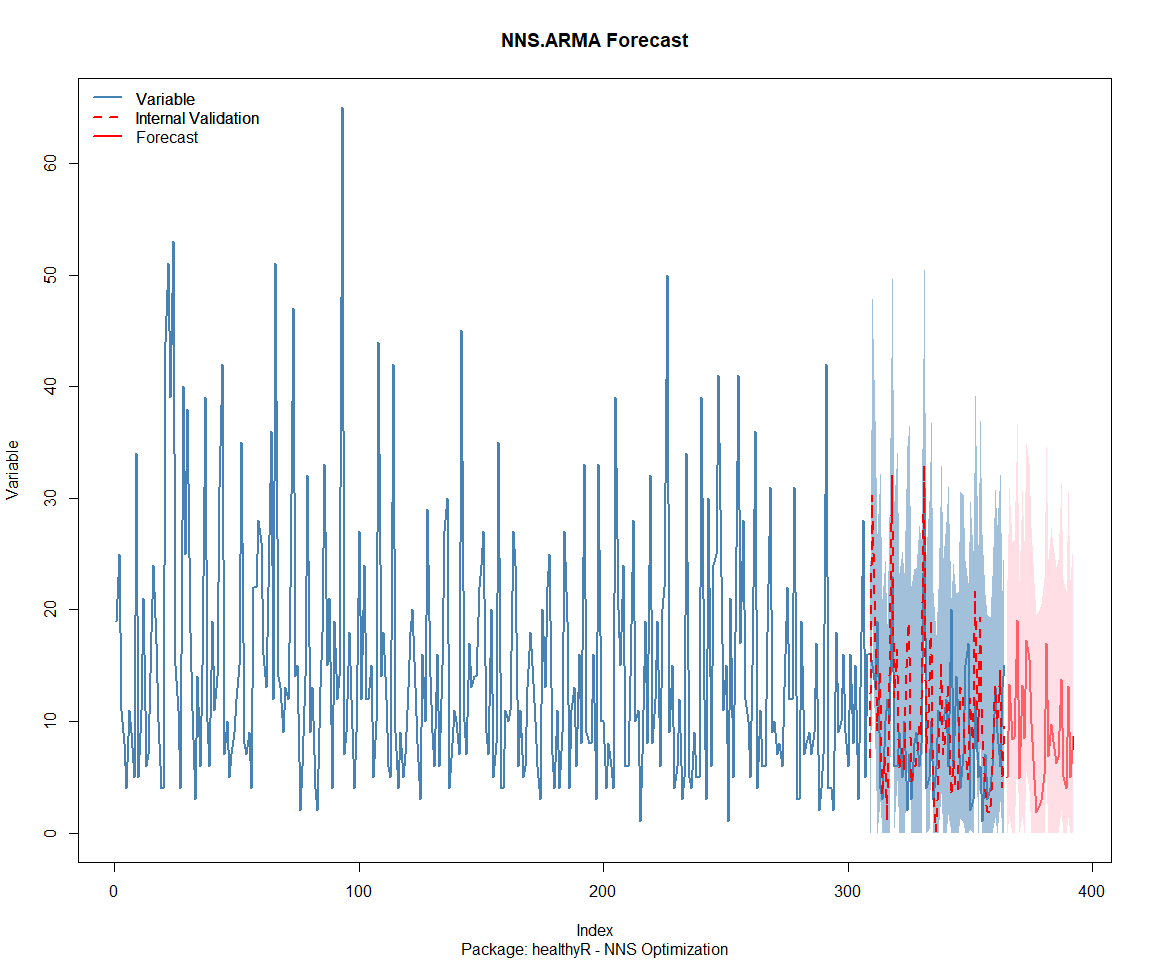 NNS.ARMA Forecast
Variable
Internal Validation
Forecast
Variable
60
50
40
30
20
10
0
0 100 200 300 400
Index
Package: healthyR - NNS Optimization